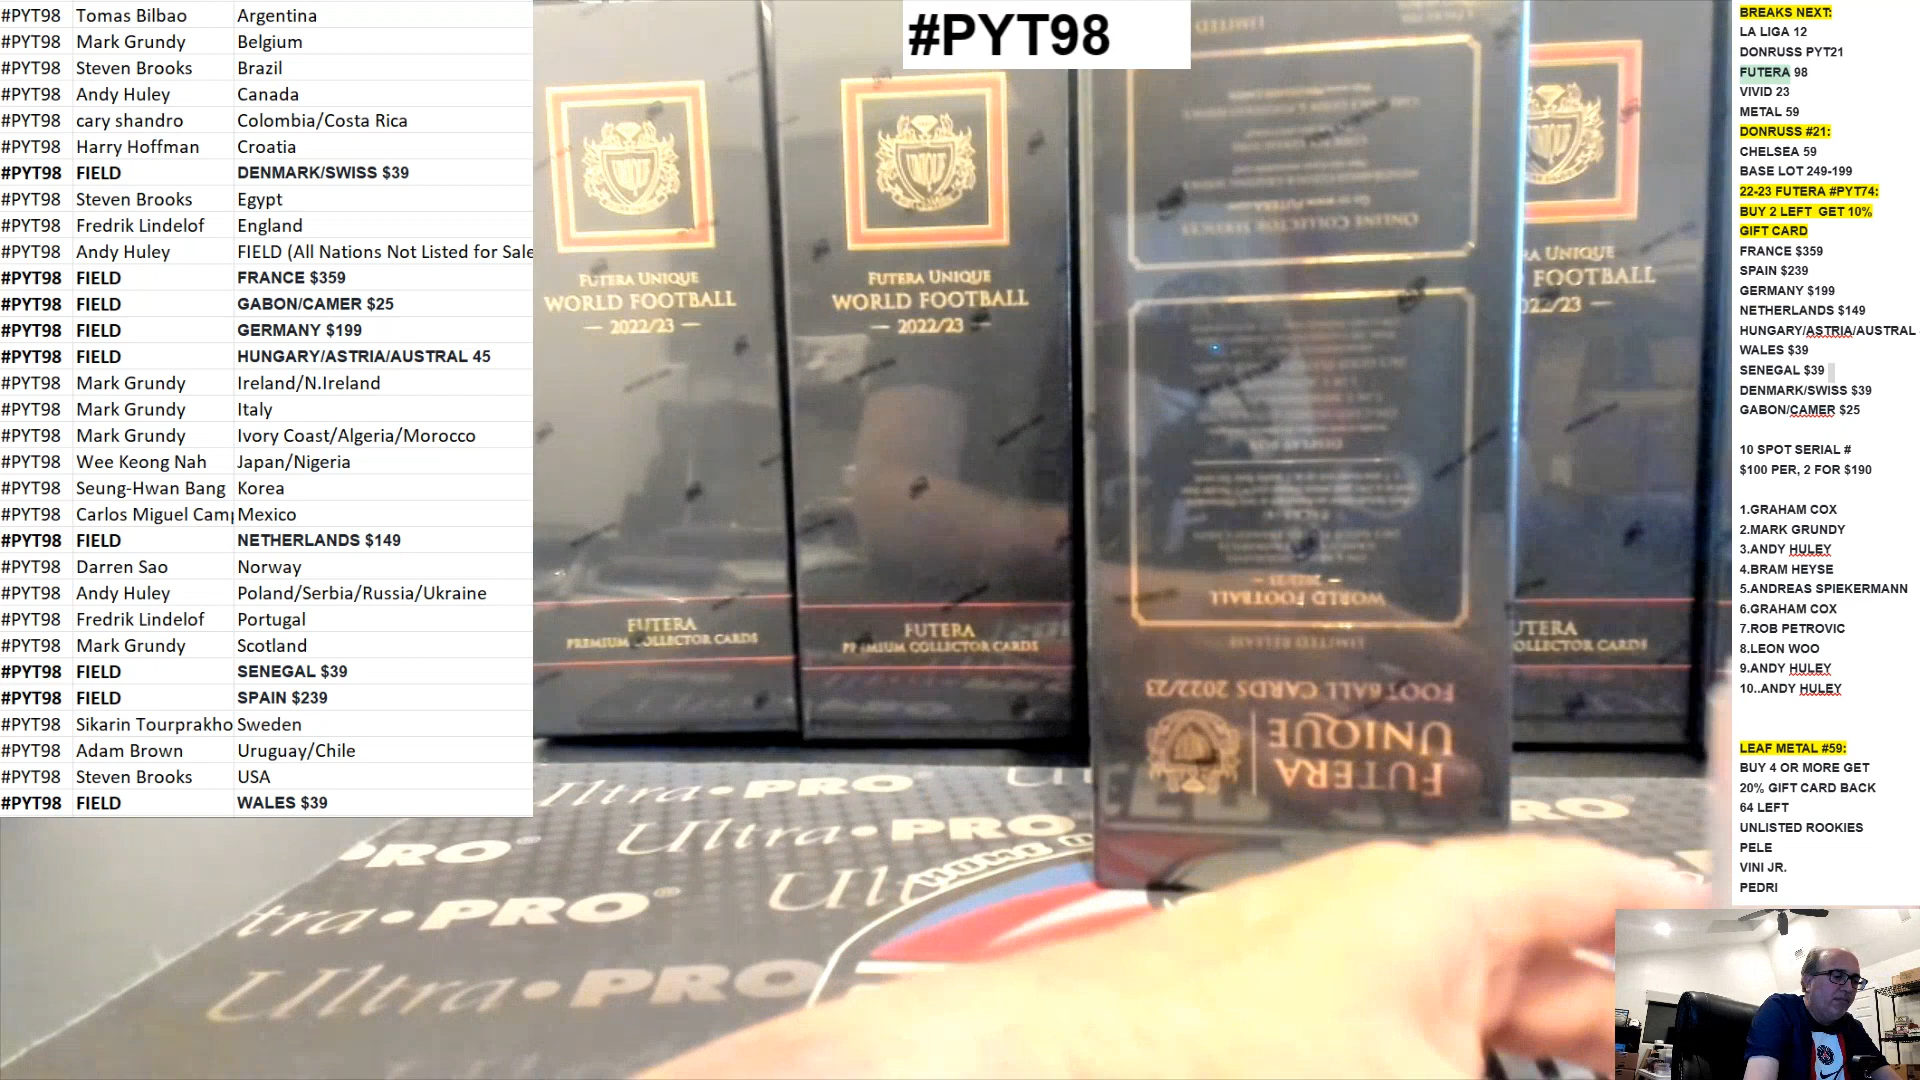 #PYT98 Tomas Bilbao Argentina
#PYT98 Mark Grundy Belgium
#PYT98 Steven Brooks Brazil
#PYT98 Andy Huley Canada
#PYT98 cary shandro Colombia/Costa Rica
#PYT98 Harry Hoffman Croatia
#PYT98 FIELD DENMARK/SWISS $39
#PYT98 Steven Brooks Egypt
#PYT98 Fredrik Lindelof England
#PYT98 Andy Huley FIELD (All Nations Not Listed for Sale
#PYT98 FIELD FRANCE $359
#PYT98 FIELD GABON/CAMER $25
#PYT98 FIELD GERMANY $199
#PYT98 FIELD HUNGARY/ASTRIA/AUSTRAL 45
#PYT98 Mark Grundy Ireland/N.Ireland
#PYT98 Mark Grundy Italy
#PYT98 Mark Grundy Ivory Coast/Algeria/Morocco
#PYT98 Wee Keong Nah Japan/Nigeria
#PYT98 Seung-Hwan Bang Korea
#PYT98 Carlos Miguel Mexico
#PYT98 FIELD NETHERLANDS $149
#PYT98 Darren Sao Norway
#PYT98 Andy Huley Poland/Serbia/Russia/Ukraine
#PYT98 Fredrik Lindelof Portugal
#PYT98 Mark Grundy Scotland
#PYT98 FIELD SENEGAL $39
#PYT98 FIELD SPAIN $239
#PYT98 Sikarin Tourprakho Sweden
#PYT98 Adam Brown Uruguay/Chile
#PYT98 Steven Brooks USA
#PYT98 FIELD WALES $39
#PYT98
FUTERA UNIQUE
WORLD FOOTBALL
— 2022/23 —
FUTERA
PREMIUM COLLECTOR CARDS
FUTERA UNIQUE
WORLD FOOTBALL
— 2022/23 —
FUTERA
PREMIUM COLLECTOR CARDS
LIMITED
ONLINE COLLECTOR SERVICES
WORLD FOOTBALL
2022/23
LIMITED RELEASE
FOOTBALL CARDS 2022/23
FUTERA
UNIQUE
FOOTBALL
COLLECTOR CARDS
Ultra•PRO
Ultra•PRO
Ultra•PRO
BREAKS NEXT:
LA LIGA 12
DONRUSS PYT21
FUTERA 98
VIVID 23
METAL 59
DONRUSS #21:
CHELSEA 59
BASE LOT 249-199
22-23 FUTERA #PYT74:
BUY 2 LEFT GET 10%
GIFT CARD
FRANCE $359
SPAIN $239
GERMANY $199
NETHERLANDS $149
HUNGARY/ASTRIA/AUSTRAL
WALES $39
SENEGAL $39
DENMARK/SWISS $39
GABON/CAMER $25
10 SPOT SERIAL #
$100 PER, 2 FOR $190
1.GRAHAM COX
2.MARK GRUNDY
3.ANDY HULEY
4.BRAM HEYSE
5.ANDREAS SPIEKERMANN
6.GRAHAM COX
7.ROB PETROVIC
8.LEON WOO
9.ANDY HULEY
10..ANDY HULEY
LEAF METAL #59:
BUY 4 OR MORE GET
20% GIFT CARD BACK
64 LEFT
UNLISTED ROOKIES
PELE
VINI JR.
PEDRI